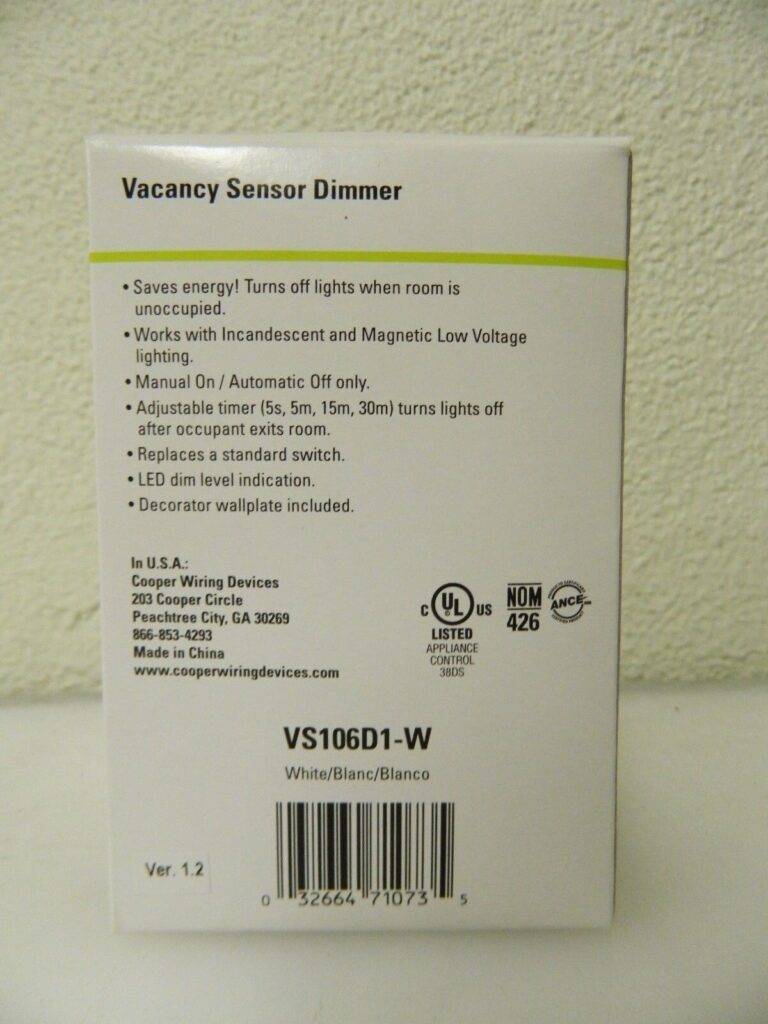 Vacancy Sensor Dimmer
• Saves energy! Turns off lights when room is
unoccupied.
• Works with Incandescent and Magnetic Low Voltage
lighting.
• Manual On / Automatic Off only.
• Adjustable timer (5s, 5m, 15m, 30m) turns lights off
after occupant exits room.
• Replaces a standard switch.
• LED dim level indication.
• Decorator wallplate included.
In U.S.A.:
Cooper Wiring Devices
203 Cooper Circle
Peachtree City, GA 30269
866-853-4293
Made in China
www.cooperwiringdevices.com
C UL US
LISTED
APPLIANCE
CONTROL
38DS
NOM
426
ANCE
VS106D1-W
White/Blanc/Blanco
Ver. 1.2
0 32664 71073 5